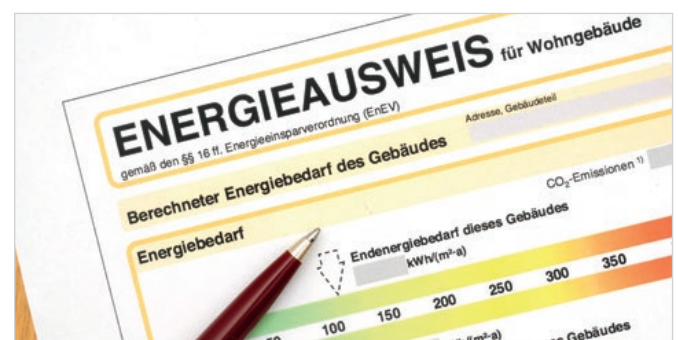 ENERGIEAUSWEIS für Wohngebäude
gemäß den §§ 16 ff. Energieeinsparverordnung (EnEV)
Adresse, Gebäudeteil
Berechneter Energiebedarf des Gebäudes
CO₂-Emissionen ¹⁾
Energiebedarf
Endenergiebedarf dieses Gebäudes
kWh/(m²·a)
100 150 200 250 300 350
Gebäudes